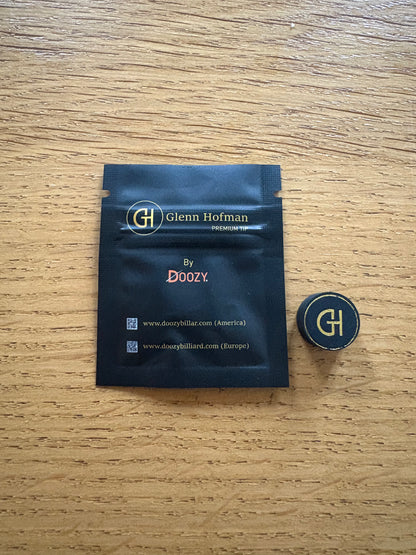 GH Glenn Hofman
PREMIUM TIP
By
DOOZY.
www.doozybillar.com (America)
www.doozybilliard.com (Europe)
GH